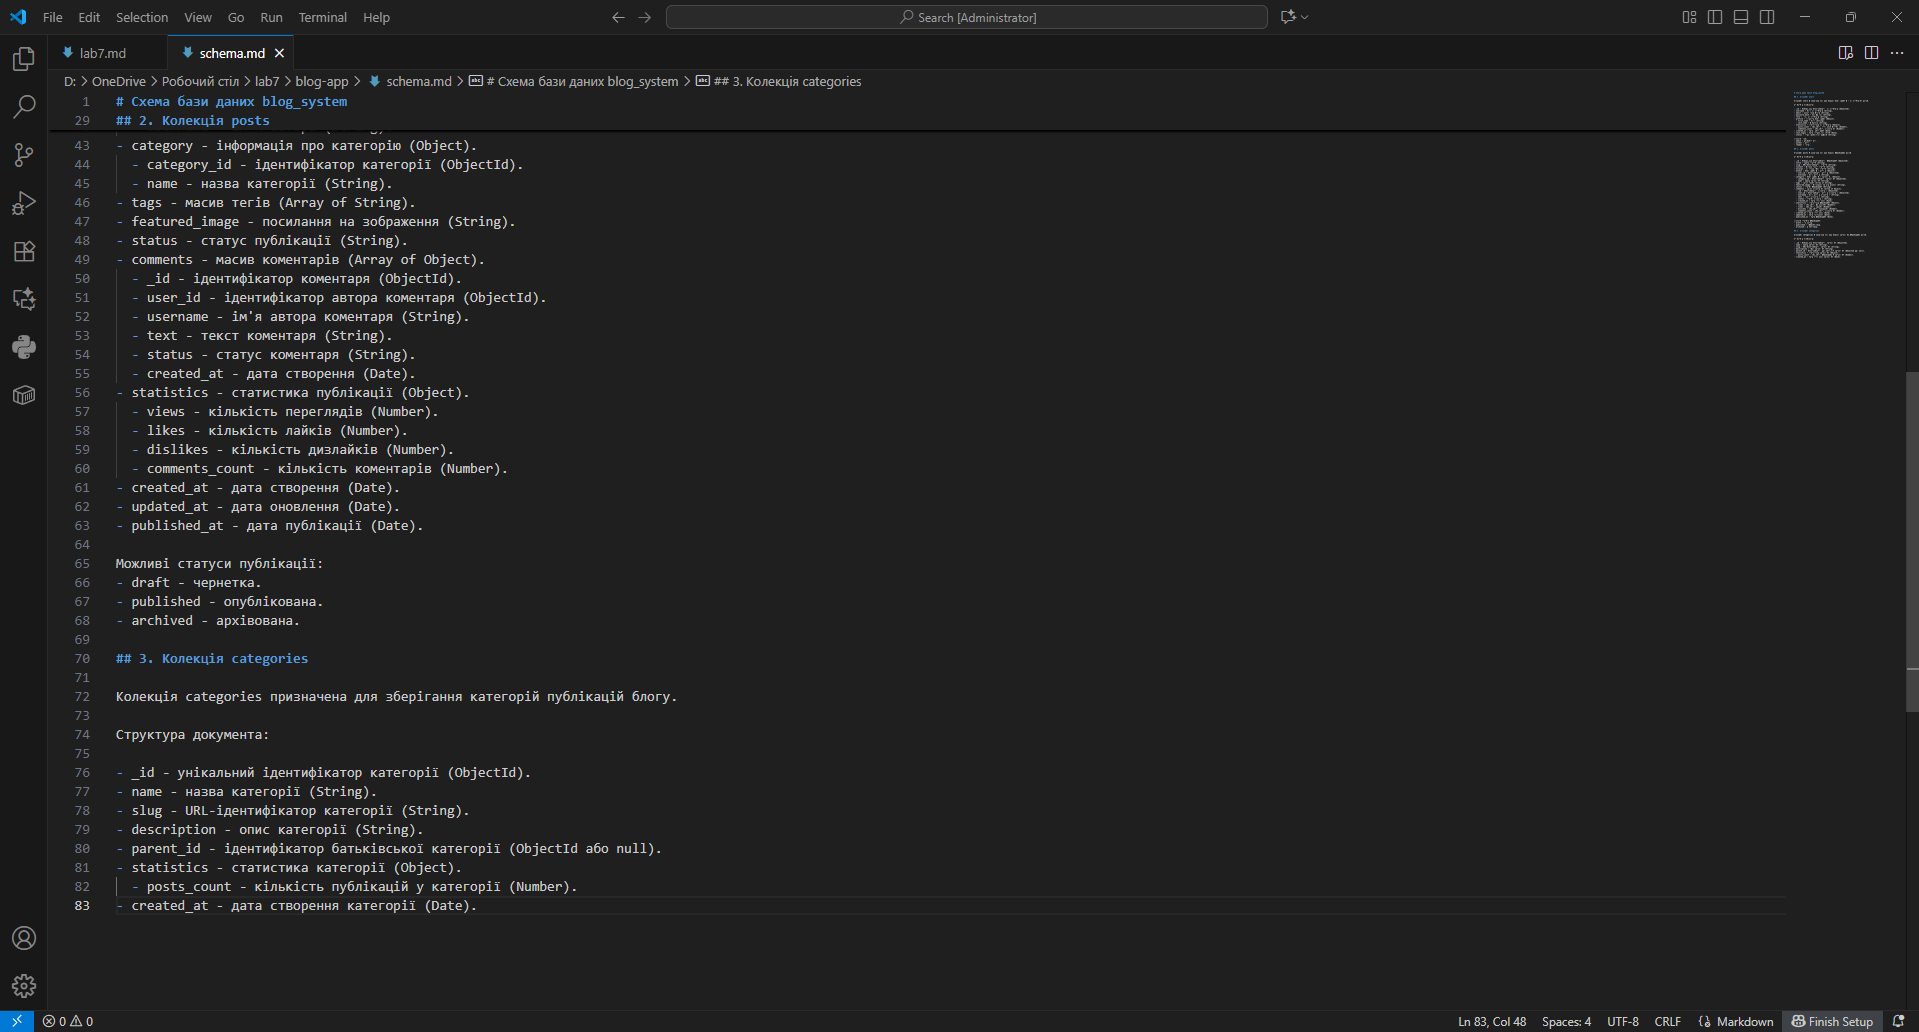 File Edit Selection View Go Run Terminal Help
Search [Administrator]
lab7.md
schema.md
D: > OneDrive > Робочий стіл > lab7 > blog-app > schema.md > # Схема бази даних blog_system > ## 3. Колекція categories
1 # Схема бази даних blog_system
29 ## 2. Колекція posts
43 - category - інформація про категорію (Object).
44 - category_id - ідентифікатор категорії (ObjectId).
45 - name - назва категорії (String).
46 - tags - масив тегів (Array of String).
47 - featured_image - посилання на зображення (String).
48 - status - статус публікації (String).
49 - comments - масив коментарів (Array of Object).
50 - _id - ідентифікатор коментаря (ObjectId).
51 - user_id - ідентифікатор автора коментаря (ObjectId).
52 - username - ім'я автора коментаря (String).
53 - text - текст коментаря (String).
54 - status - статус коментаря (String).
55 - created_at - дата створення (Date).
56 - statistics - статистика публікації (Object).
57 - views - кількість переглядів (Number).
58 - likes - кількість лайків (Number).
59 - dislikes - кількість дизлайків (Number).
60 - comments_count - кількість коментарів (Number).
61 - created_at - дата створення (Date).
62 - updated_at - дата оновлення (Date).
63 - published_at - дата публікації (Date).
64
65 Можливі статуси публікації:
66 - draft - чернетка.
67 - published - опублікована.
68 - archived - архівована.
69
70 ## 3. Колекція categories
71
72 Колекція categories призначена для зберігання категорій публікацій блогу.
73
74 Структура документа:
75
76 - _id - унікальний ідентифікатор категорії (ObjectId).
77 - name - назва категорії (String).
78 - slug - URL-ідентифікатор категорії (String).
79 - description - опис категорії (String).
80 - parent_id - ідентифікатор батьківської категорії (ObjectId або null).
81 - statistics - статистика категорії (Object).
82 - posts_count - кількість публікацій у категорії (Number).
83 - created_at - дата створення категорії (Date).
0 0 Ln 83, Col 48 Spaces: 4 UTF-8 CRLF {} Markdown Finish Setup